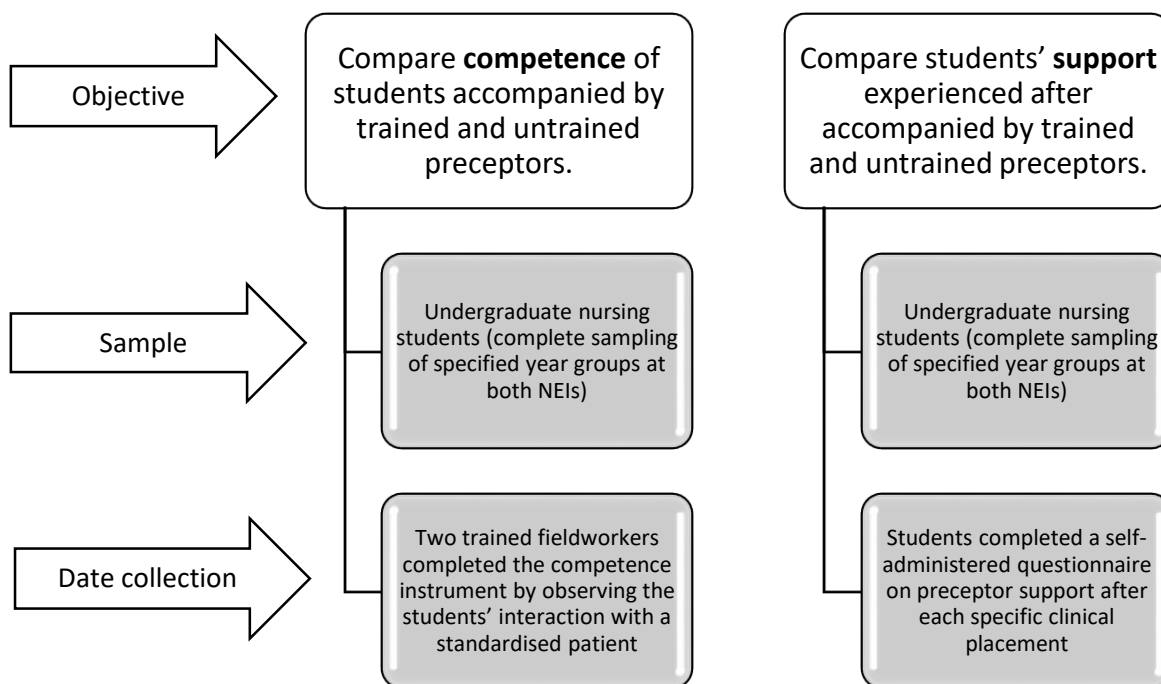 Objective
Compare competence of
students accompanied by
trained and untrained
preceptors.
Compare students’ support
experienced after
accompanied by trained
and untrained preceptors.
Sample
Undergraduate nursing
students (complete sampling
of specified year groups at
both NEIs)
Undergraduate nursing
students (complete sampling
of specified year groups at
both NEIs)
Date collection
Two trained fieldworkers
completed the competence
instrument by observing the
students’ interaction with a
standardised patient
Students completed a self-
administered questionnaire
on preceptor support after
each specific clinical
placement